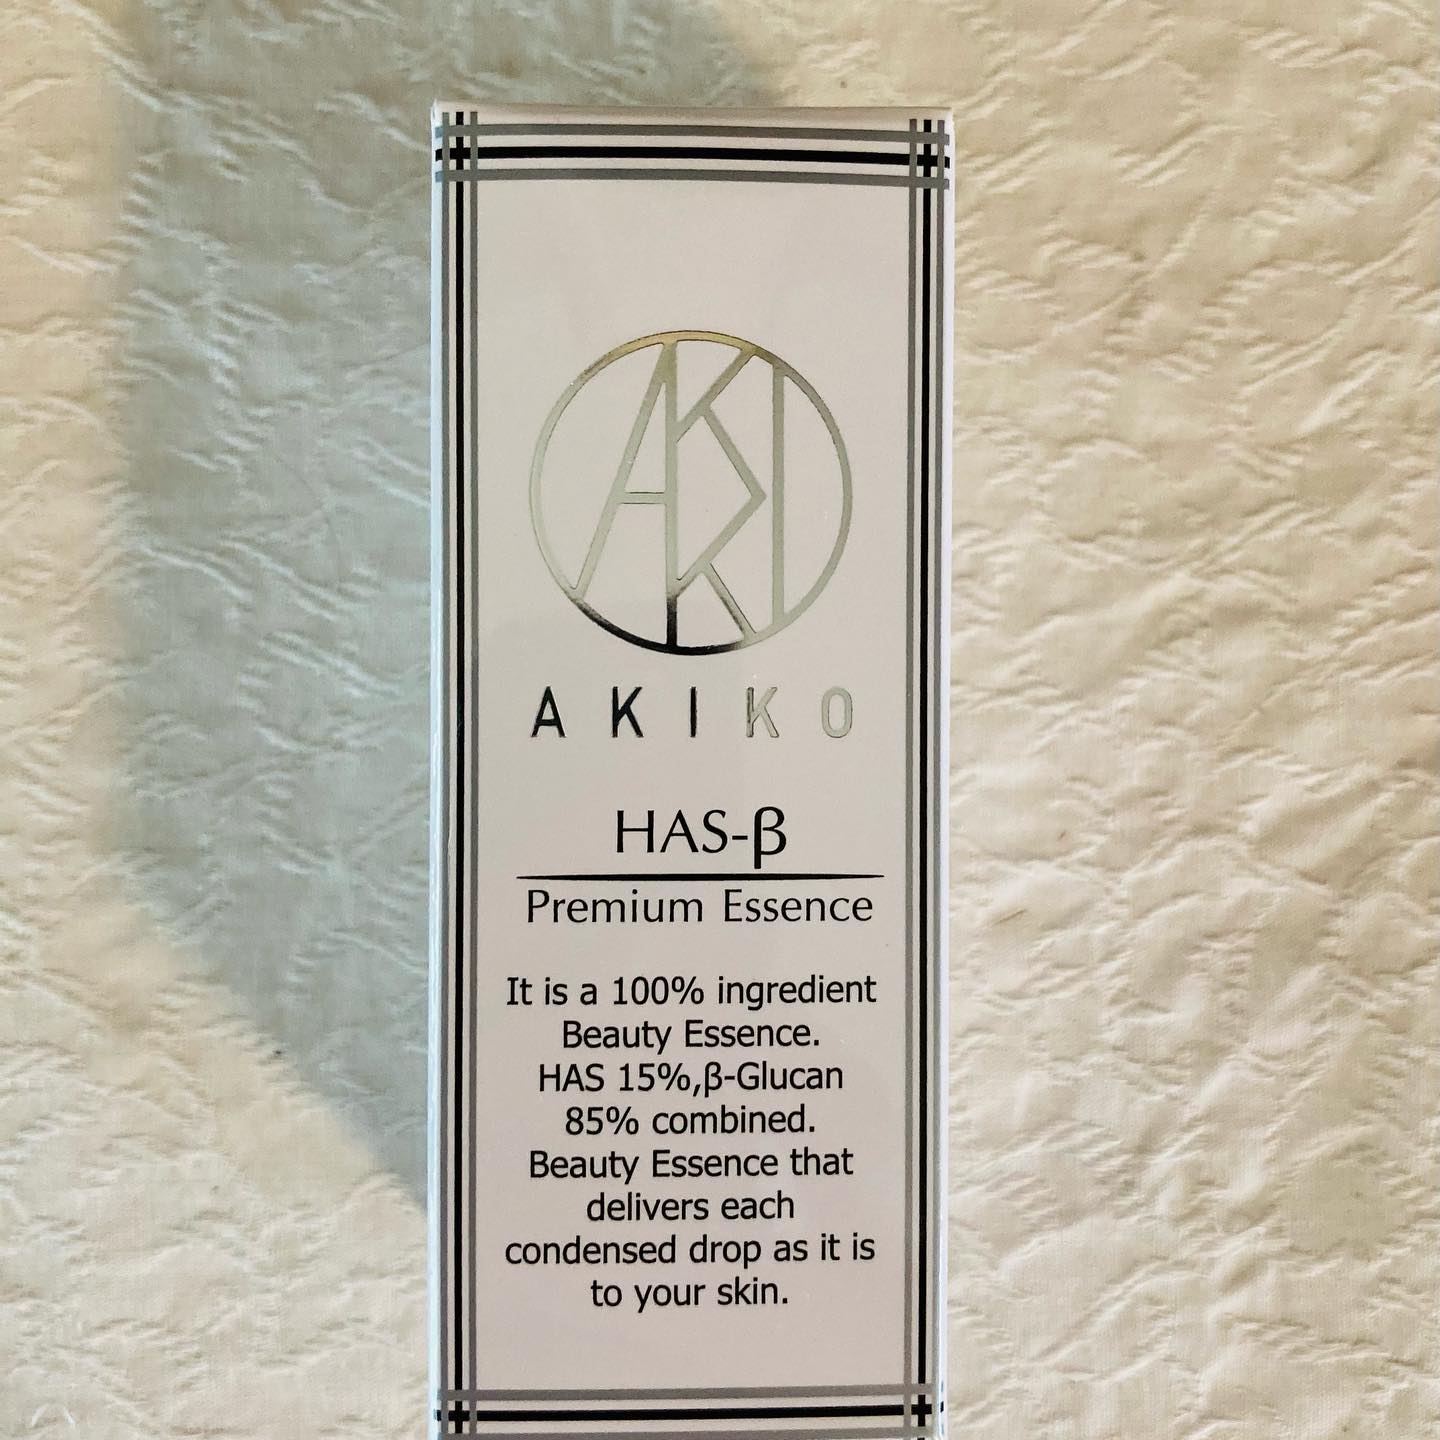 AKI
AKIKO
HAS-β
Premium Essence
It is a 100% ingredient
Beauty Essence.
HAS 15%,β-Glucan
85% combined.
Beauty Essence that
delivers each
condensed drop as it is
to your skin.